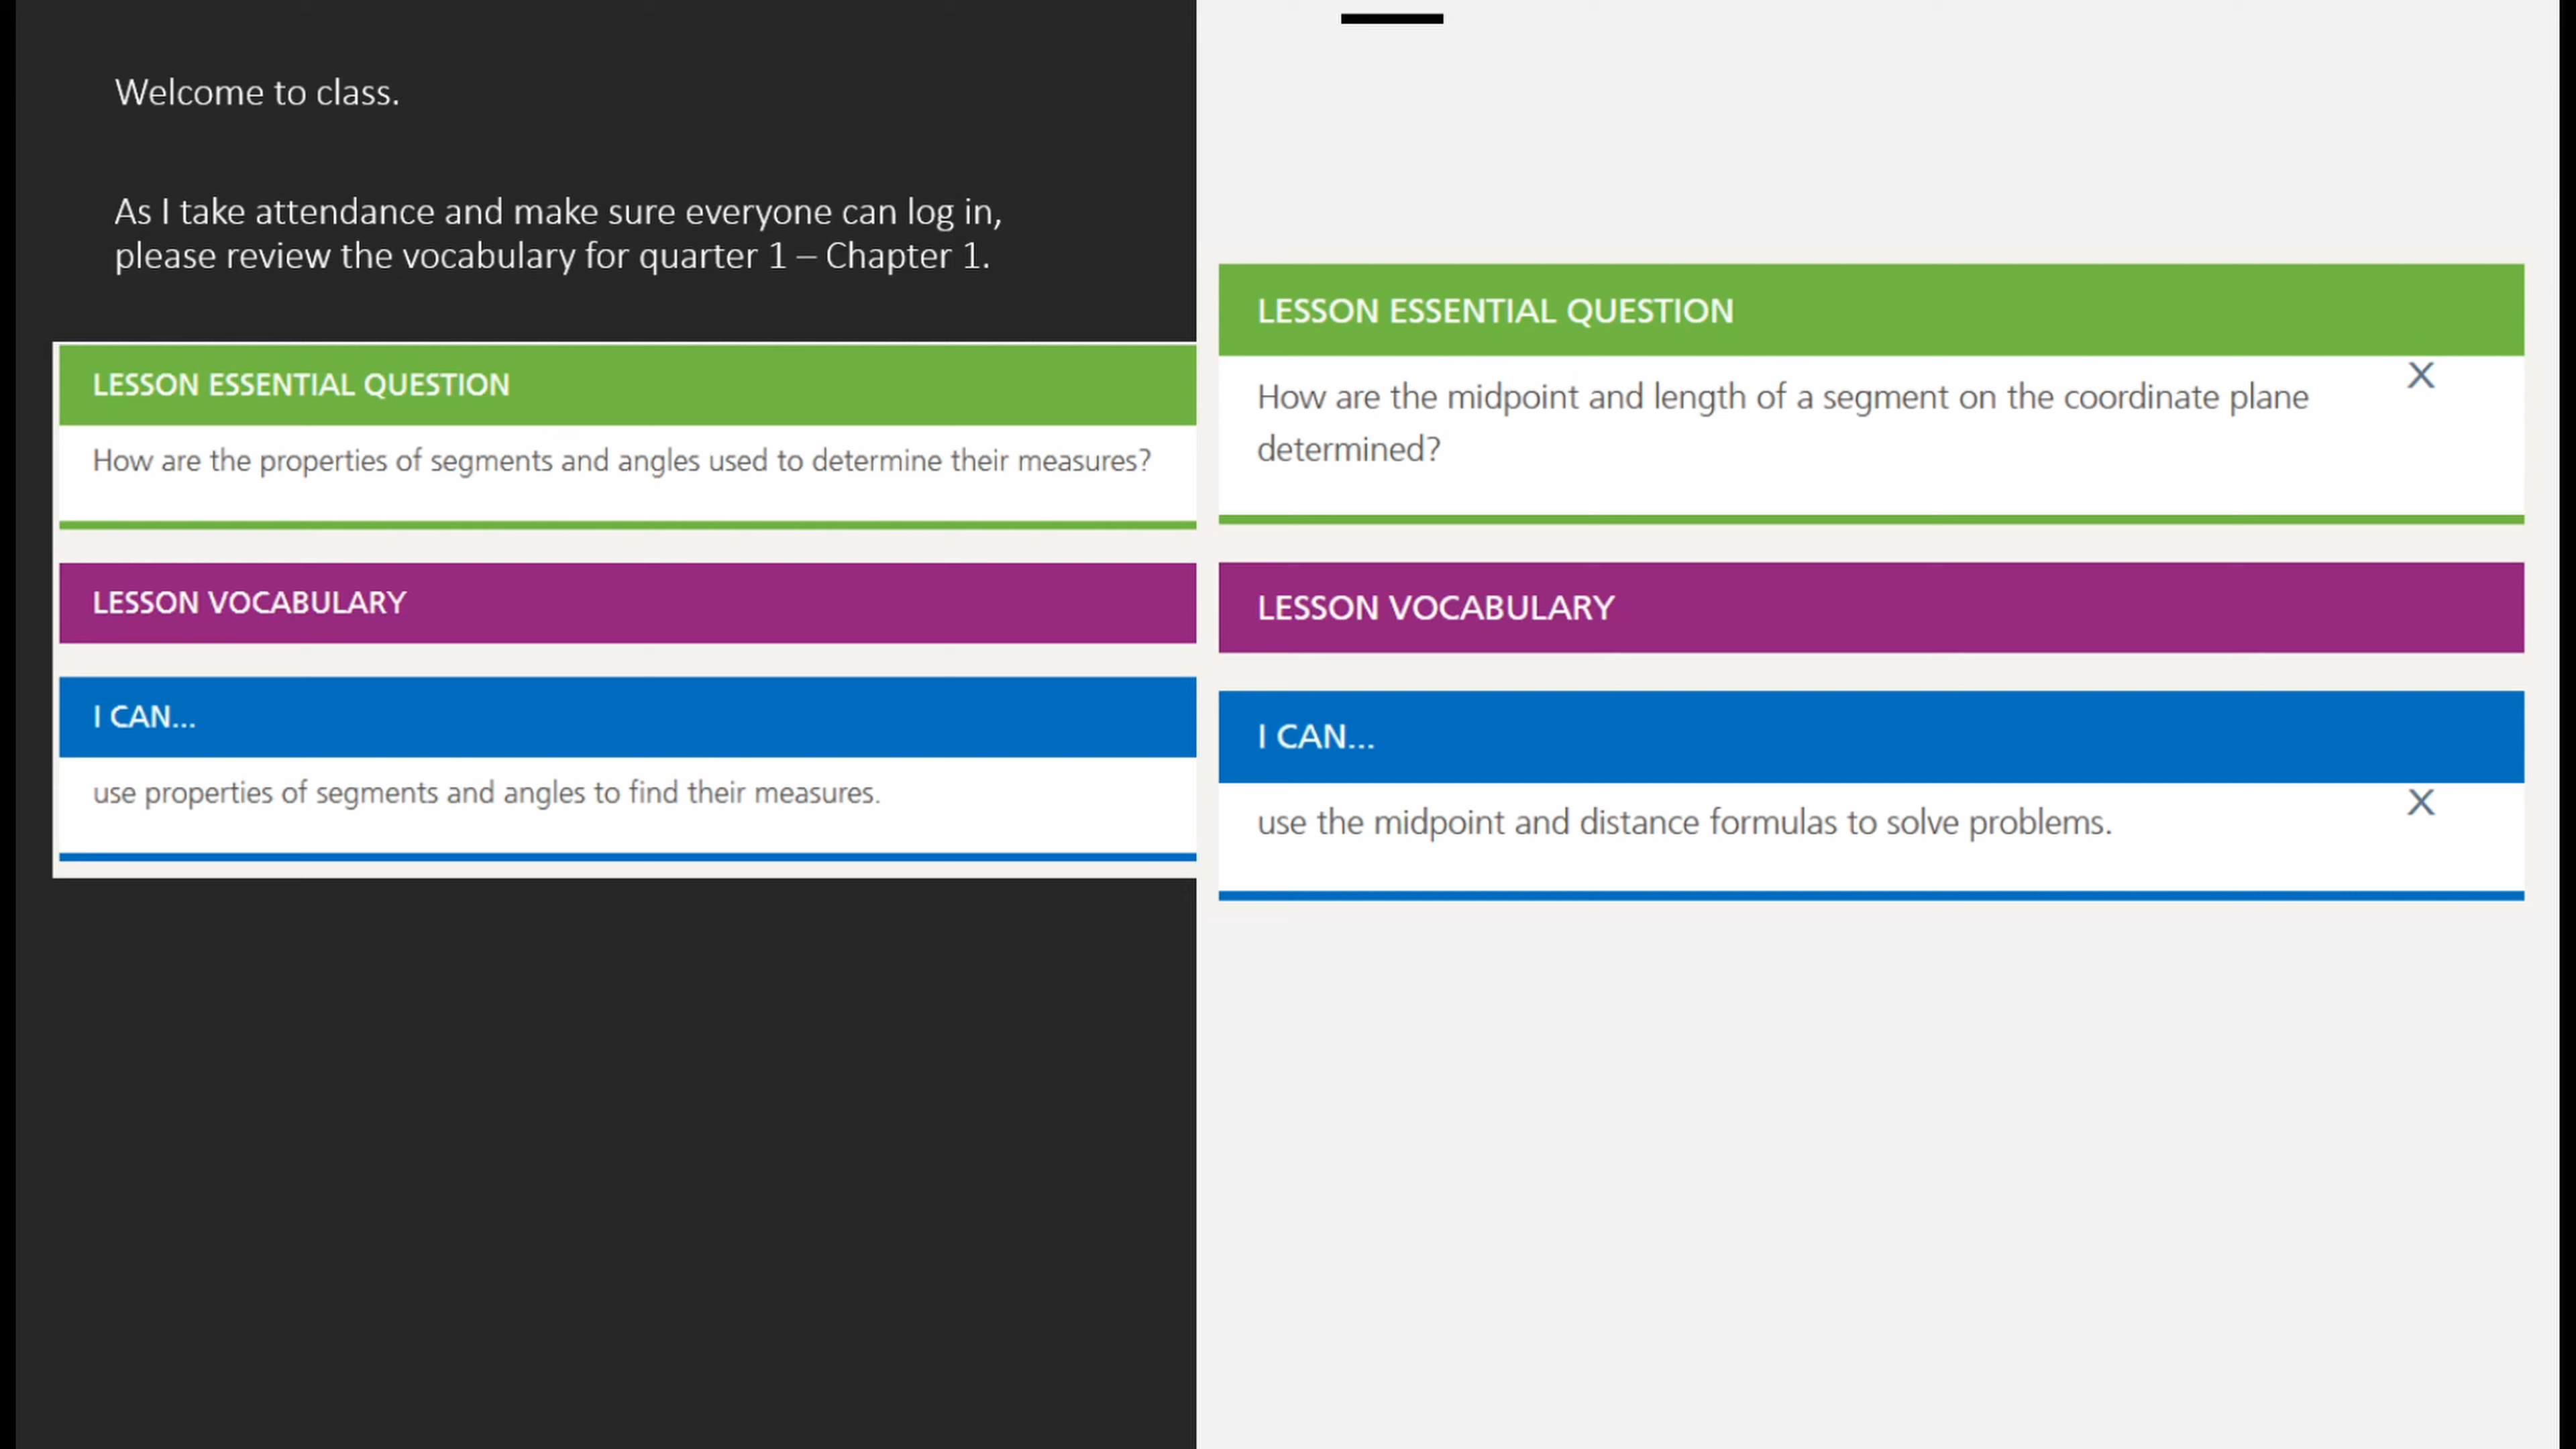 Welcome to class.
As I take attendance and make sure everyone can log in,
please review the vocabulary for quarter 1 – Chapter 1.
LESSON ESSENTIAL QUESTION
How are the properties of segments and angles used to determine their measures?
LESSON VOCABULARY
I CAN...
use properties of segments and angles to find their measures.
LESSON ESSENTIAL QUESTION
X
How are the midpoint and length of a segment on the coordinate plane
determined?
LESSON VOCABULARY
I CAN...
X
use the midpoint and distance formulas to solve problems.